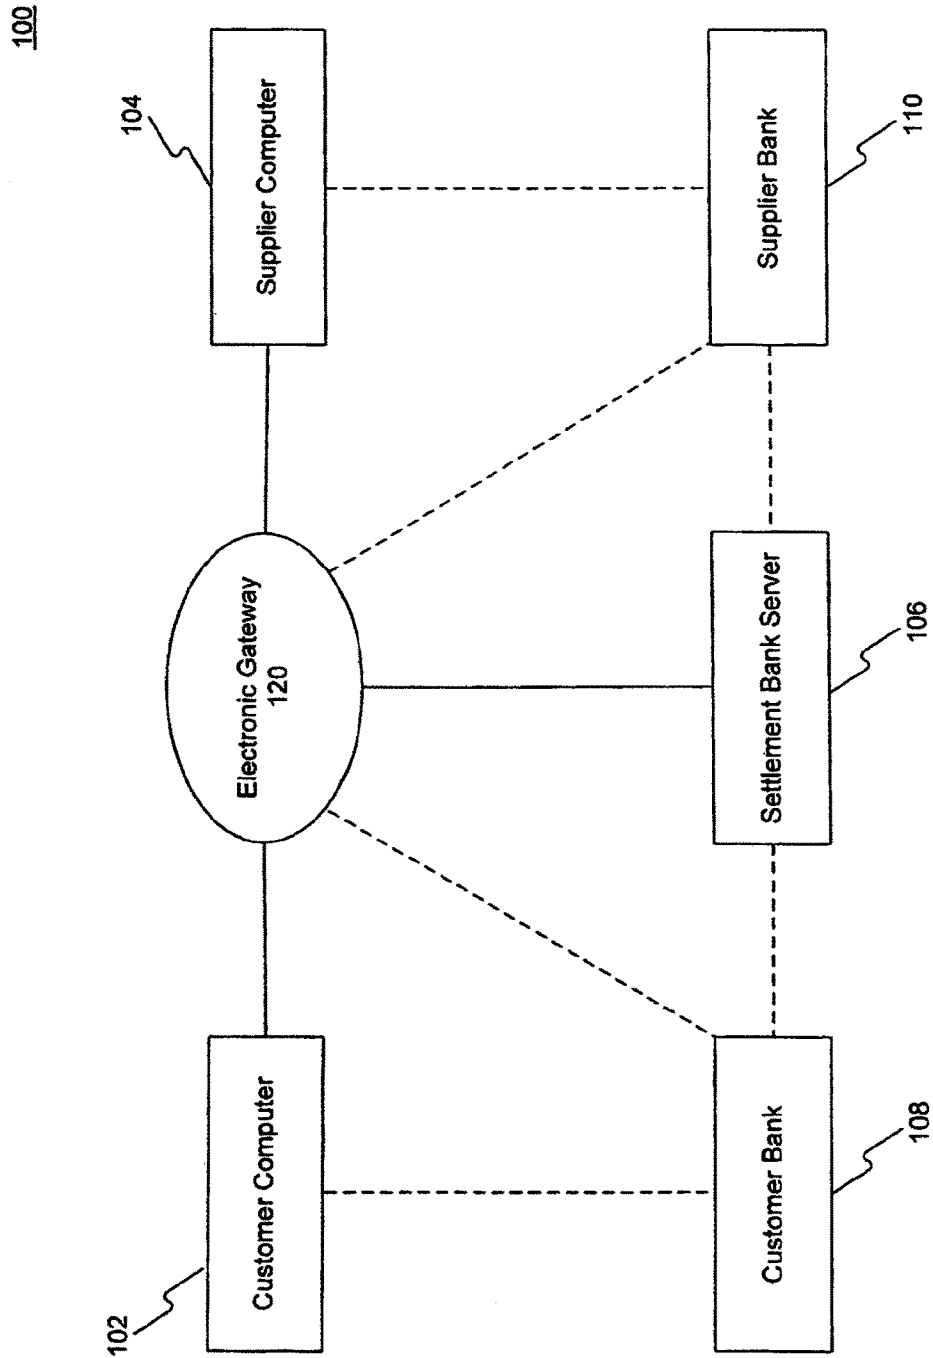 100
102
Customer Computer
Electronic Gateway
120
104
Supplier Computer
Customer Bank
108
Settlement Bank Server
106
Supplier Bank
110